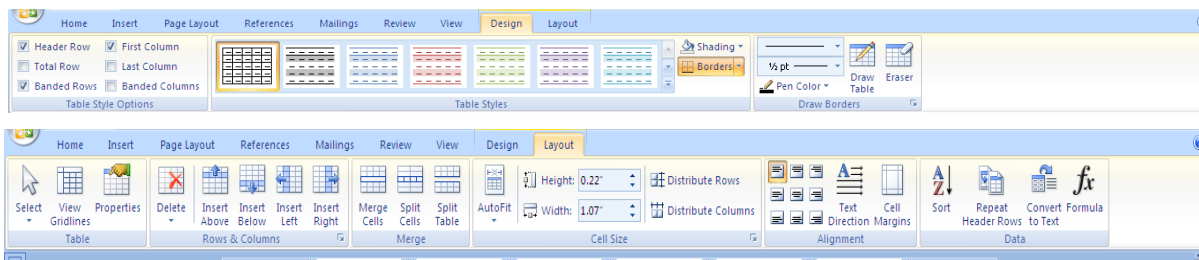 Home Insert Page Layout References Mailings Review View Design Layout
Header Row First Column Shading
Total Row Last Column ½ pt Borders
Banded Rows Banded Columns Pen Color Draw Table Eraser
Table Style Options Table Styles Draw Borders
Home Insert Page Layout References Mailings Review View Design Layout
Height: 0.22" Distribute Rows
Select View Gridlines Properties Delete Insert Above Insert Below Insert Left Insert Right Merge Cells Split Cells Split Table AutoFit Width: 1.07" Distribute Columns Text Direction Cell Margins Sort Repeat Header Rows Convert to Text Formula
Table Rows & Columns Merge Cell Size Alignment Data